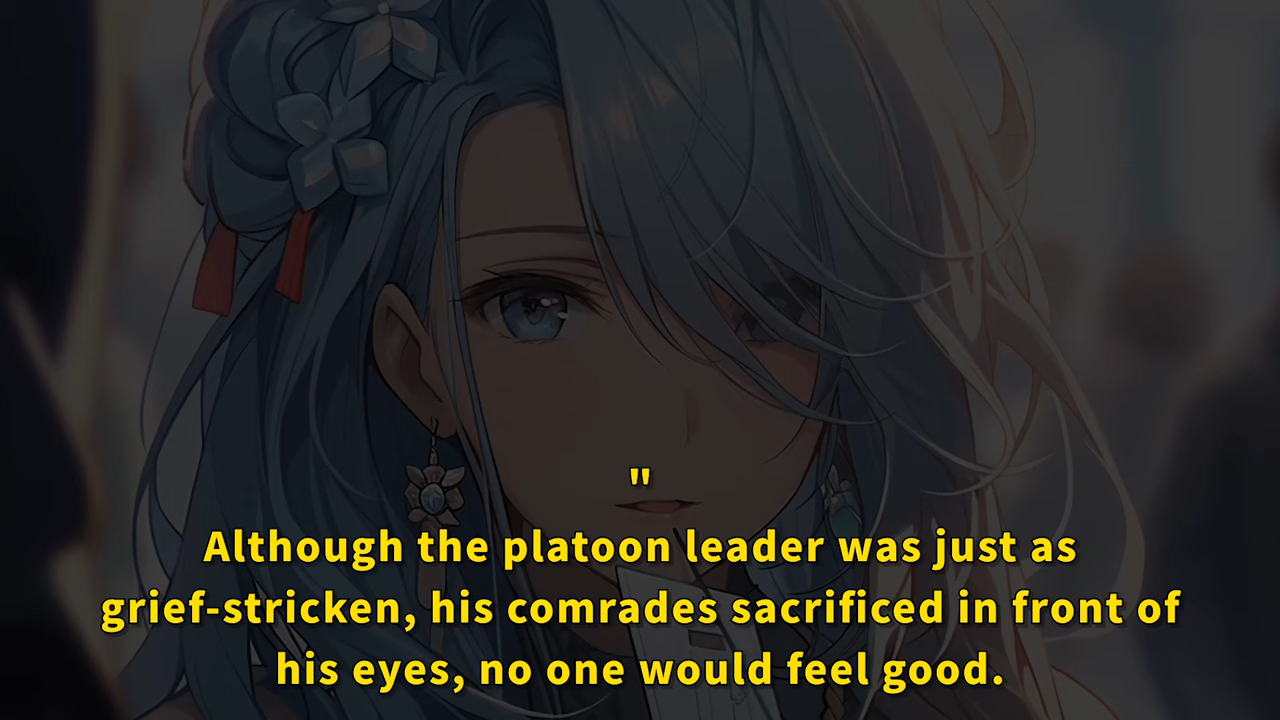 "
Although the platoon leader was just as
grief-stricken, his comrades sacrificed in front of
his eyes, no one would feel good.